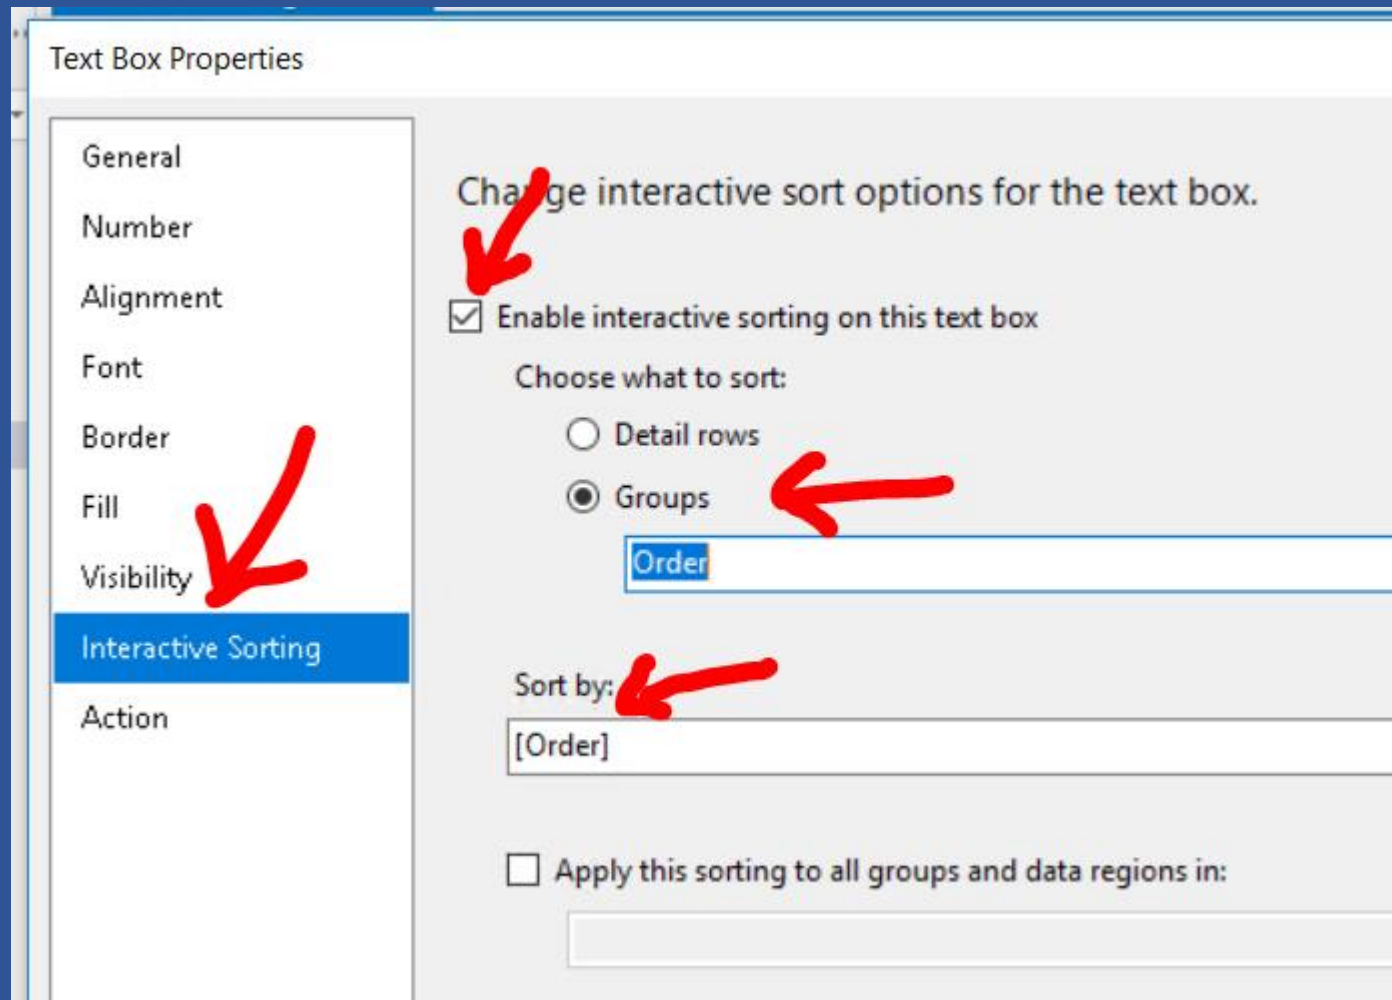 Text Box Properties
General
Number
Alignment
Font
Border
Fill
Visibility
Interactive Sorting
Action
Change interactive sort options for the text box.
Enable interactive sorting on this text box
Choose what to sort:
Detail rows
Groups
Order
Sort by:
[Order]
Apply this sorting to all groups and data regions in: